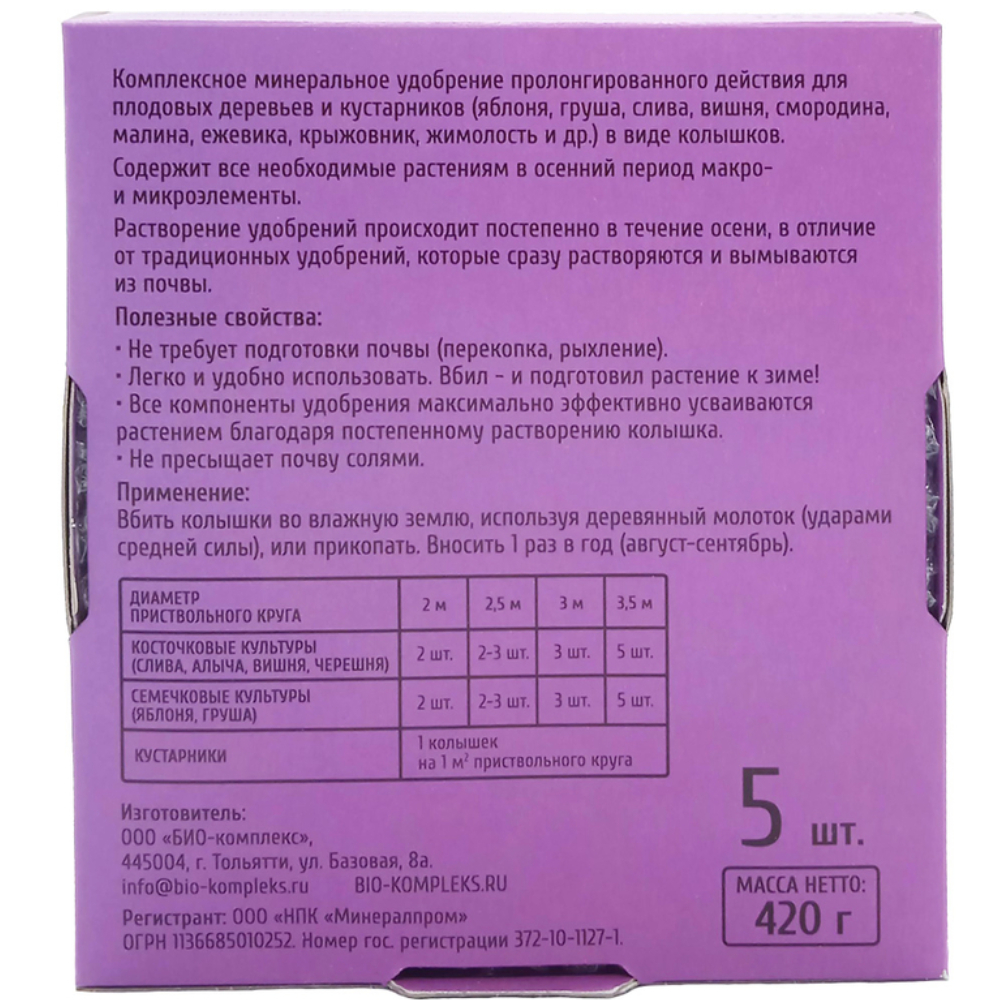 Комплексное минеральное удобрение пролонгированного действия для
плодовых деревьев и кустарников (яблоня, груша, слива, вишня, смородина,
малина, ежевика, крыжовник, жимолость и др.) в виде колышков.
Содержит все необходимые растениям в осенний период макро-
и микроэлементы.
Растворение удобрений происходит постепенно в течение осени, в отличие
от традиционных удобрений, которые сразу растворяются и вымываются
из почвы.
Полезные свойства:
· Не требует подготовки почвы (перекопка, рыхление).
· Легко и удобно использовать. Вбил - и подготовил растение к зиме!
· Все компоненты удобрения максимально эффективно усваиваются
растением благодаря постепенному растворению колышка.
· Не пресыщает почву солями.
Применение:
Вбить колышки во влажную землю, используя деревянный молоток (ударами
средней силы), или прикопать. Вносить 1 раз в год (август-сентябрь).
ДИАМЕТР
ПРИСТВОЛЬНОГО КРУГА 2 м 2,5 м 3 м 3,5 м
КОСТОЧКОВЫЕ КУЛЬТУРЫ
(СЛИВА, АЛЫЧА, ВИШНЯ, ЧЕРЕШНЯ) 2 шт. 2-3 шт. 3 шт. 5 шт.
СЕМЕЧКОВЫЕ КУЛЬТУРЫ
(ЯБЛОНЯ, ГРУША) 2 шт. 2-3 шт. 3 шт. 5 шт.
КУСТАРНИКИ 1 колышек
на 1 м² приствольного круга
Изготовитель:
ООО «БИО-комплекс»,
445004, г. Тольятти, ул. Базовая, 8а.
info@bio-kompleks.ru BIO-KOMPLEKS.RU
Регистрант: ООО «НПК «Минералпром»
ОГРН 1136685010252. Номер гос. регистрации 372-10-1127-1.
5 шт.
МАССА НЕТТО:
420 г